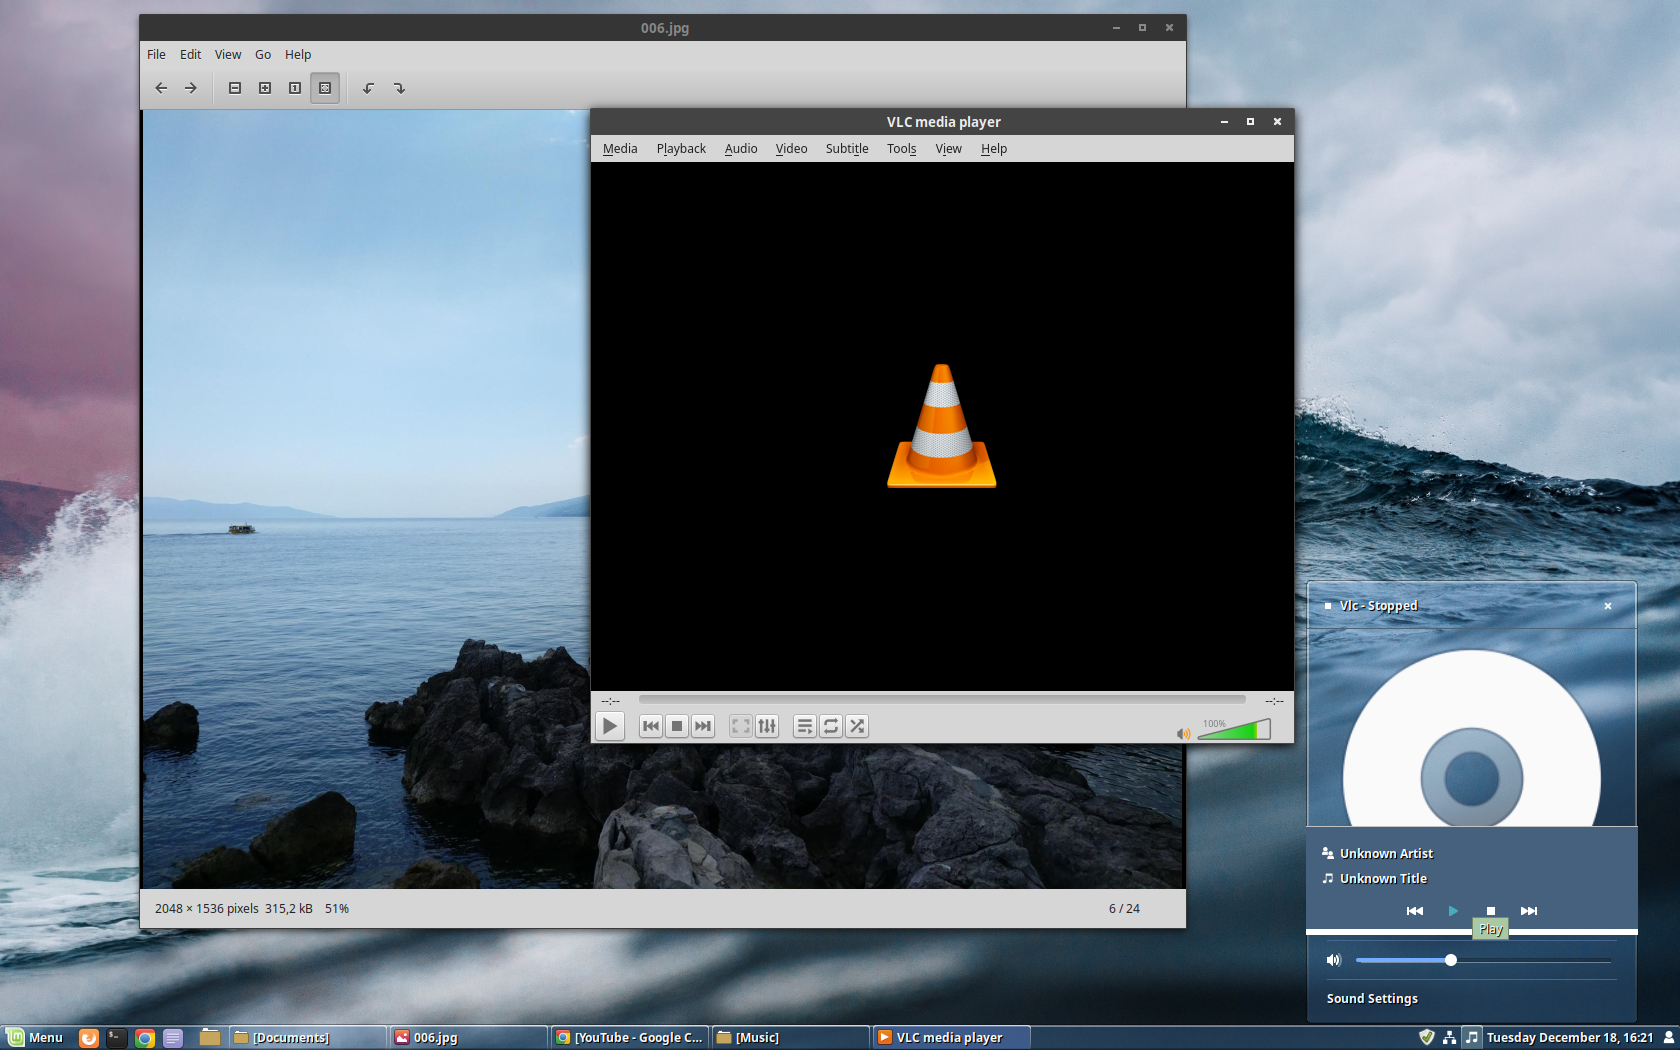 006.jpg
File Edit View Go Help
VLC media player
Media Playback Audio Video Subtitle Tools View Help
--:-- --:--
100%
2048 × 1536 pixels 315,2 kB 51% 6 / 24
Vlc - Stopped
Unknown Artist
Unknown Title
Play
Sound Settings
Menu [Documents] 006.jpg [YouTube - Google C... [Music] VLC media player Tuesday December 18, 16:21